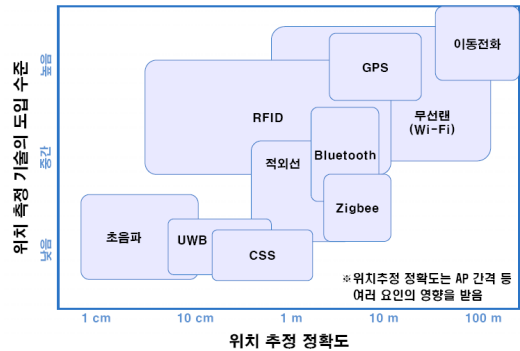 위치 측정 기술의 도입 수준
높음
중간
낮음
이동전화
GPS
RFID
무선랜
(Wi-Fi)
적외선
Bluetooth
Zigbee
초음파
UWB
CSS
※위치추정 정확도는 AP 간격 등
여러 요인의 영향을 받음
1 cm
10 cm
1 m
10 m
100 m
위치 추정 정확도